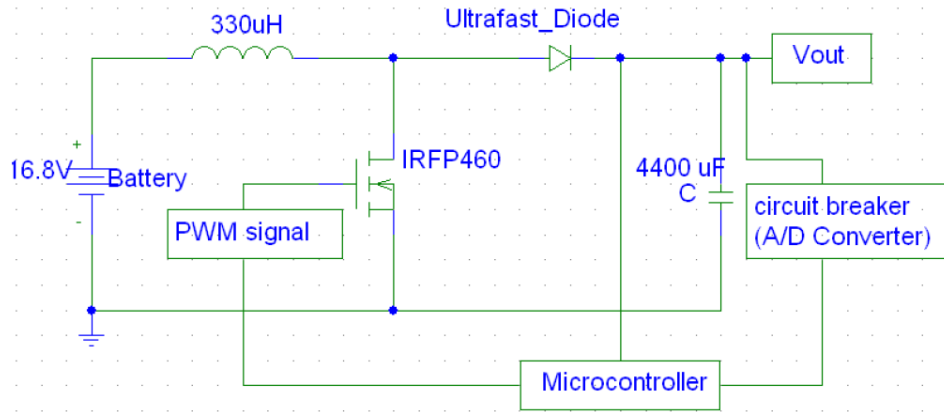 330uH
Ultrafast_Diode
Vout
+
16.8V
Battery
-
IRFP460
4400 uF
C
PWM signal
circuit breaker
(A/D Converter)
Microcontroller